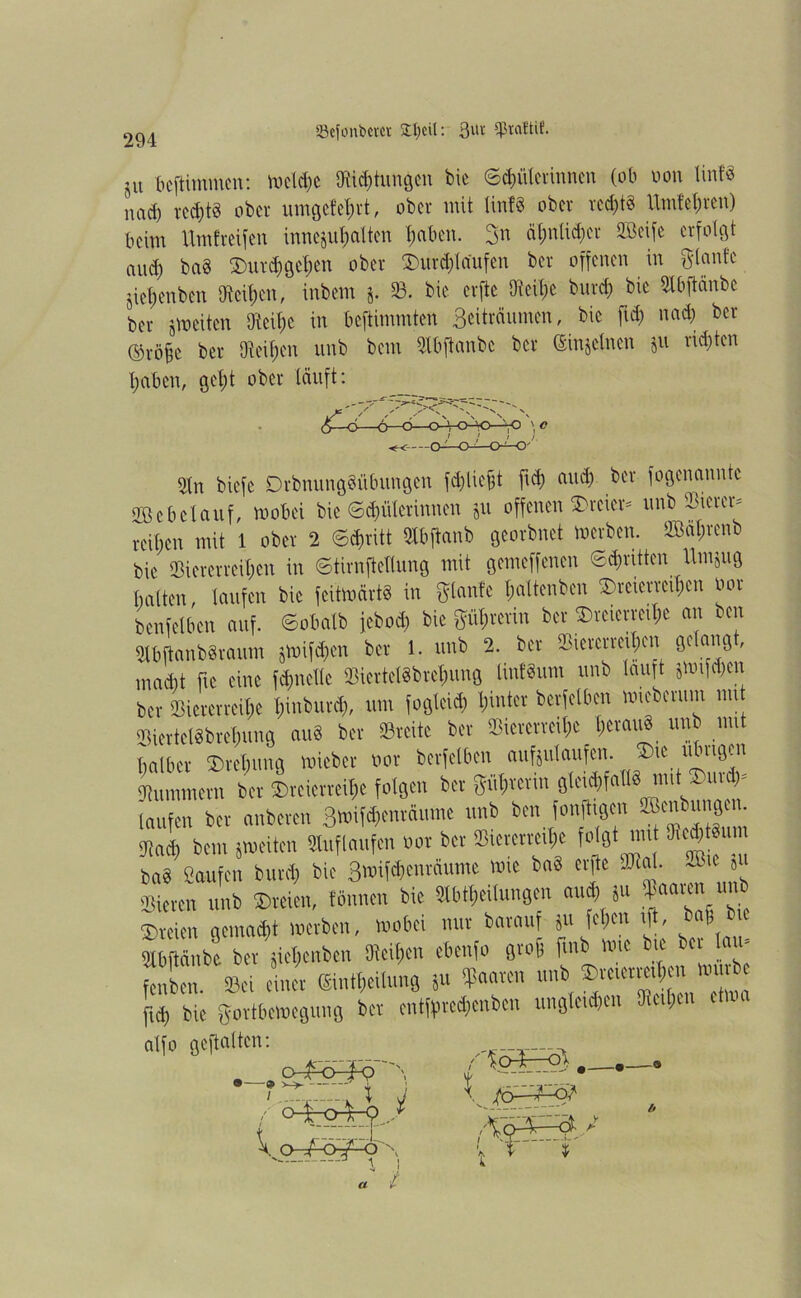 294
Besonderer Theil: Zur Praktik.
zu bestimmen: welche Richtungen die Schülerinnen (ob von links
nach rechts oder umgekehrt, oder mit links oder rechts Umkehren)
beim Umkreisen innezuhalten haben. In ähnlicher Weise erfolgt
auch das Durchgehen oder Durchlaufen der offenen in Flanke
ziehenden Reihen, indem z. B. die erste Reihe durch die Abstände
der zweiten Reihe in bestimmten Zeiträumen, die sich nach der
Größe der Reihen und dem Abstande der Einzelnen zu richten
haben, geht oder läuft:
c
An diese Ordnungsübungen schließt sich auch der sogenannte
Webelauf, wobei die Schülerinnen zu offenen Dreier- und Vierer-
reihen mit 1 oder 2 Schritt Abstand geordnet werden. Während
die Viererreihen in Stirnstellung mit gemessenen Schritten Umzug
halten, laufen die seitwärts in Flanke haltenden Dreierreihen vor
denselben auf. Sobald jedoch die Führerin der Dreierreihe an den
Abstandsraum zwischen der 1. und 2. der Viererreihen gelangt,
macht sie eine schnelle Viertelsdrehung linksum und läuft zwischen
der Viererreihe hindurch, um sogleich hinter derselben wiederum mit
Viertelsdrehung aus der Breite der Viererreihe heraus und mit
halber Drehung wieder vor derselben aufzulaufen. Die übrigen
Nummern der Dreierreihe folgen der Führerin gleichfalls mit Durch-
laufen der anderen Zwischenräume und den sonstigen Wendungen.
Nach dem zweiten Auflaufen vor der Viererreihe folgt mit Rechtsum
das Laufen durch die Zwischenräume wie das erste Mal. Wie zu
Vieren und Dreien, können die Abtheilungen auch zu Paaren und
Dreien gemacht werden, wobei nur darauf zu sehen ist, daß die
Abstände der ziehenden Reihen ebenso groß sind wie die der lau-
fenden. Bei einer Eintheilung zu Paaren und Dreierreihen würde
sich die Fortbewegung der entsprechenden ungleichen Reihen etwa
also gestalten:
b
a